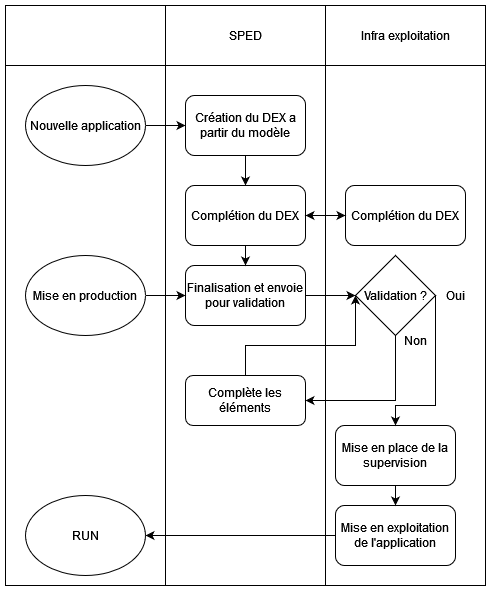 SPED
Infra exploitation
Nouvelle application
Création du DEX a
partir du modèle
Complétion du DEX
Complétion du DEX
Mise en production
Finalisation et envoie
pour validation
Validation ?
Oui
Non
Complète les
éléments
Mise en place de la
supervision
RUN
Mise en exploitation
de l'application